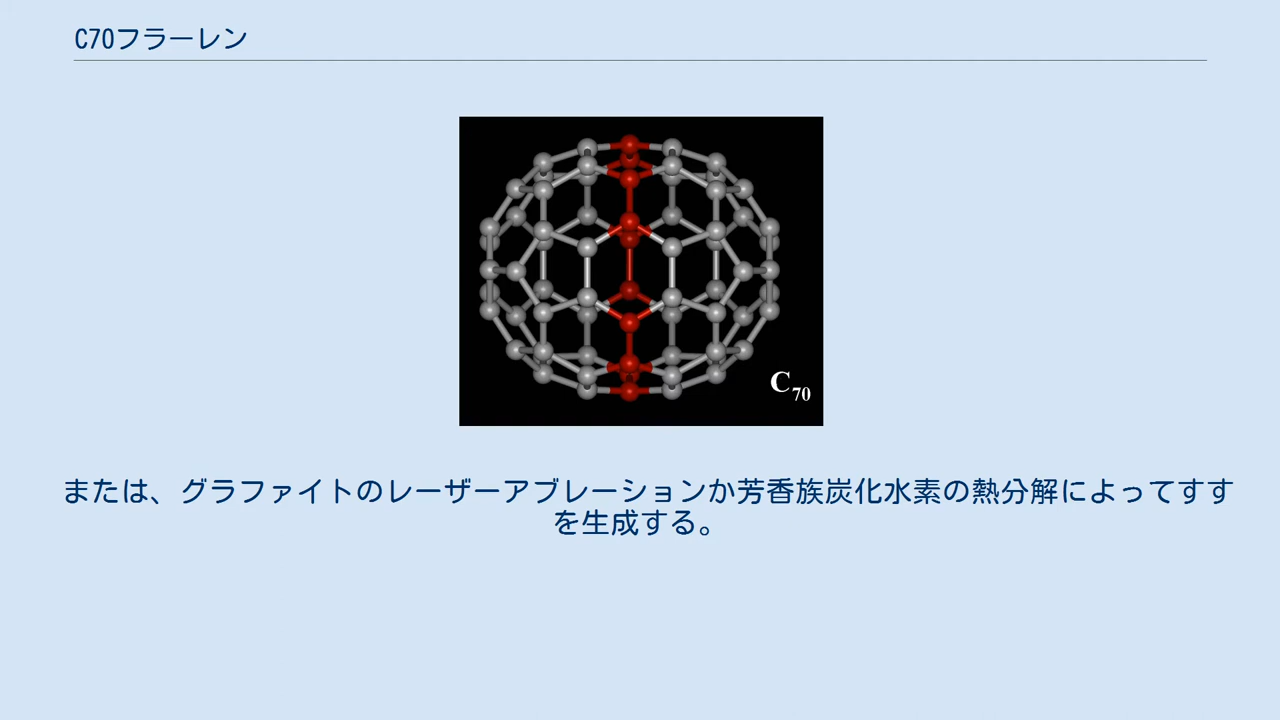 C70フラーレン
C70
または、グラファイトのレーザーアブレーションか芳香族炭化水素の熱分解によってすす
を生成する。